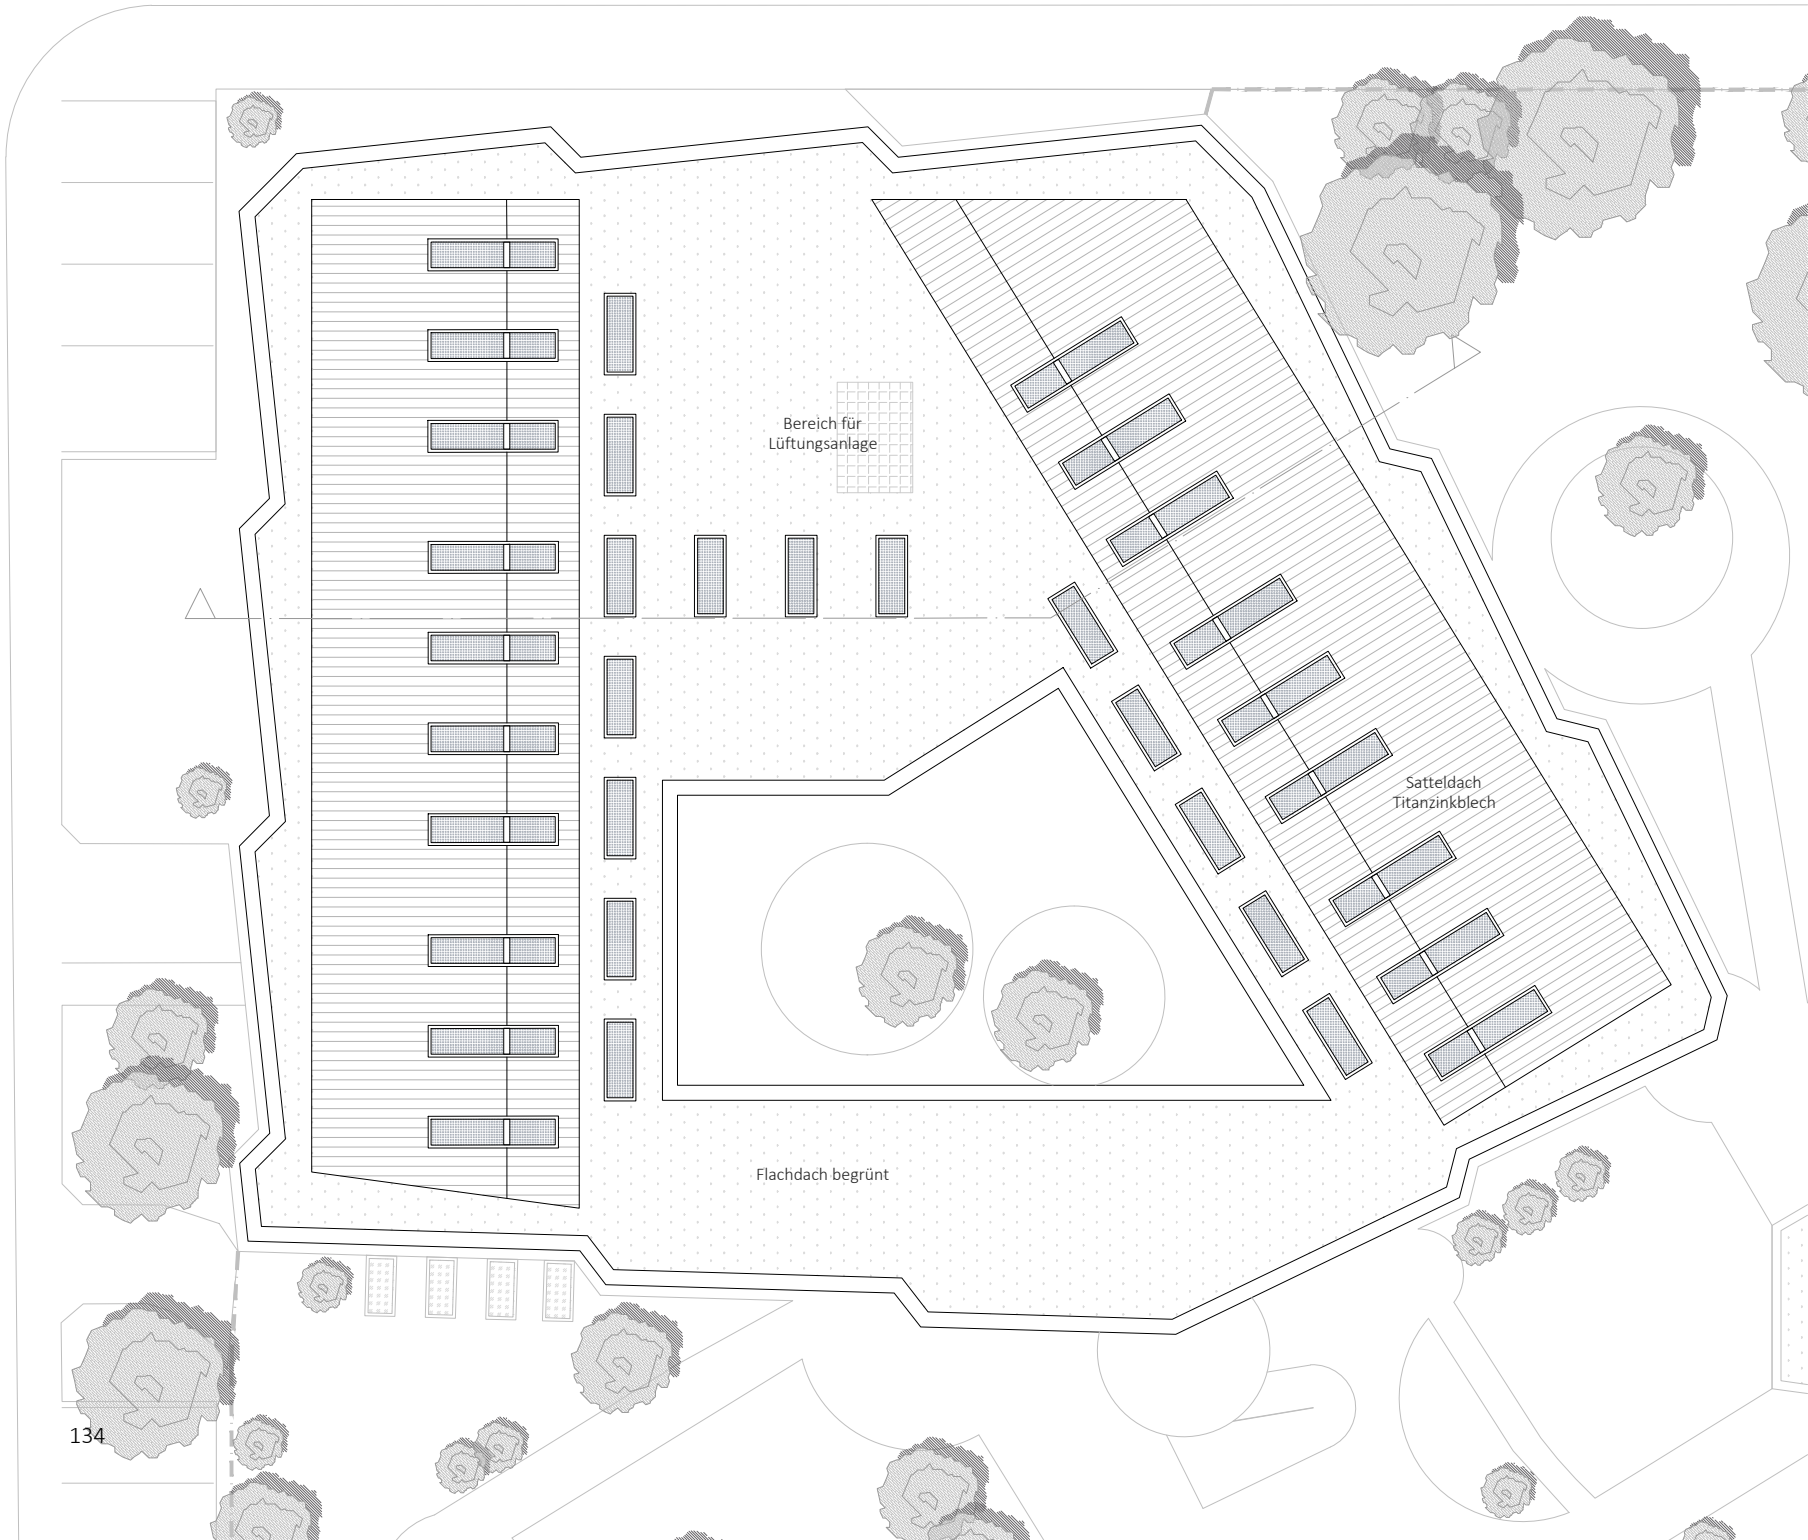 Bereich für
Lüftungsanlage
Satteldach
Titanzinkblech
Flachdach begrünt
134